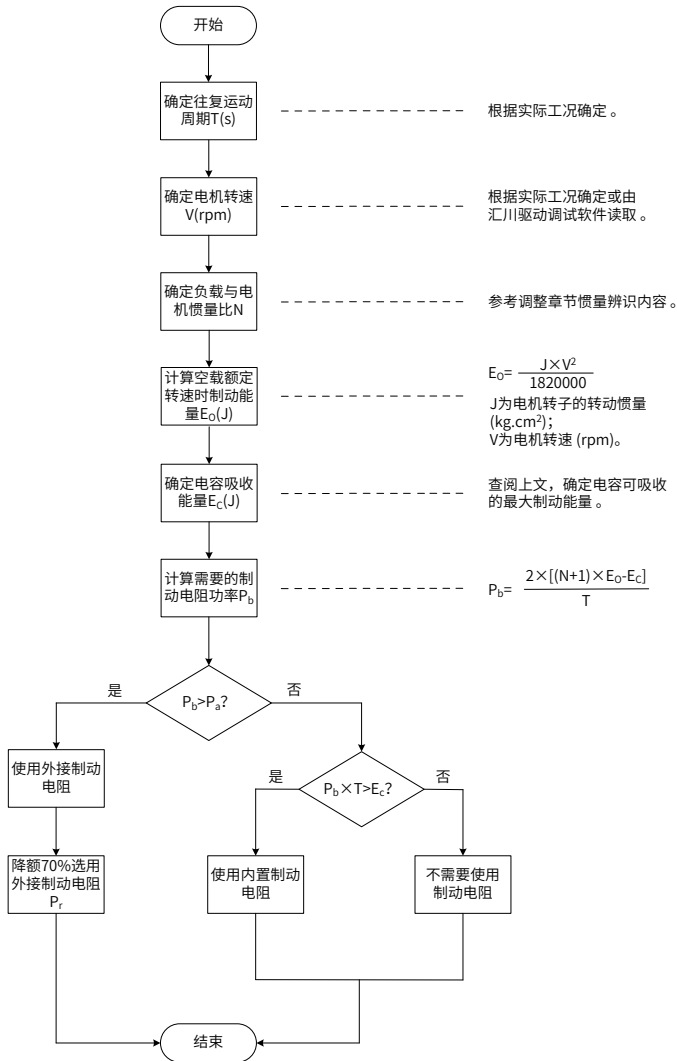 开始
确定往复运动
周期T(s)
根据实际工况确定 。
确定电机转速
V(rpm)
根据实际工况确定或由
汇川驱动调试软件读取 。
确定负载与电
机惯量比N
参考调整章节惯量辨识内容 。
计算空载额定
转速时制动能
量E₀(J)
E₀= J×V²
1820000
J为电机转子的转动惯量
(kg.cm²)；
V为电机转速 (rpm)。
确定电容吸收
能量E_C(J)
查阅上文，确定电容可吸收
的最大制动能量 。
计算需要的制
动电阻功率P_b
P_b= 2×[(N+1)×E₀-E_C]
T
P_b>P_a？
是
否
使用外接制动
电阻
P_b×T>E_c？
是
否
降额70%选用
外接制动电阻
P_r
使用内置制动
电阻
不需要使用
制动电阻
结束